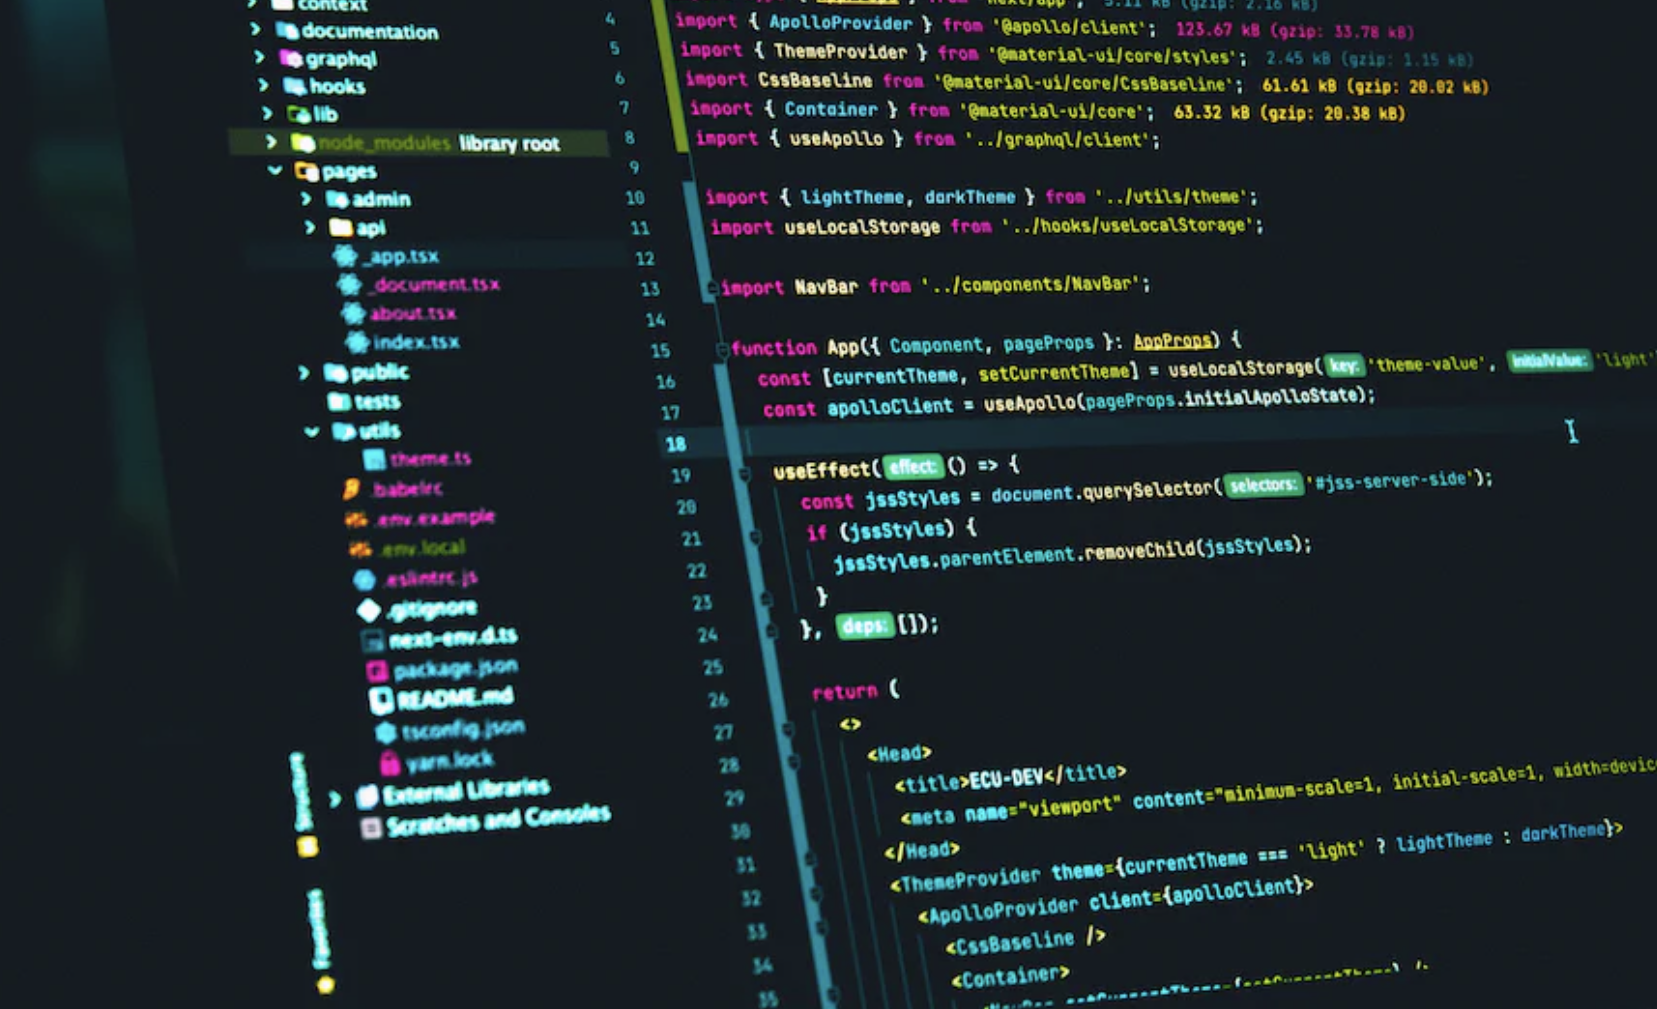 context
documentation
graphql
hooks
lib
node_modules library root
pages
admin
api
_app.tsx
_document.tsx
about.tsx
index.tsx
public
tests
utils
theme.ts
.babelrc
.env.example
.env.local
.eslintrc.js
.gitignore
next-env.d.ts
package.json
README.md
tsconfig.json
yarn.lock
External Libraries
Scratches and Consoles
Structure
Favorites
4 import { ApolloProvider } from '@apollo/client'; 123.67 kB (gzip: 33.78 kB)
5 import { ThemeProvider } from '@material-ui/core/styles'; 2.45 kB (gzip: 1.15 kB)
6 import CssBaseline from '@material-ui/core/CssBaseline'; 61.61 kB (gzip: 20.02 kB)
7 import { Container } from '@material-ui/core'; 63.32 kB (gzip: 20.38 kB)
8 import { useApollo } from '../graphql/client';
9
10 import { lightTheme, darkTheme } from '../utils/theme';
11 import useLocalStorage from '../hooks/useLocalStorage';
12
13 import NavBar from '../components/NavBar';
14
15 function App({ Component, pageProps }: AppProps) {
16 const [currentTheme, setCurrentTheme] = useLocalStorage( key: 'theme-value', initialValue: 'light'
17 const apolloClient = useApollo(pageProps.initialApolloState);
18
19 useEffect( effect: () => {
20 const jssStyles = document.querySelector( selectors: '#jss-server-side');
21 if (jssStyles) {
22 jssStyles.parentElement.removeChild(jssStyles);
23 }
24 }, deps: []);
25
26 return (
27 <>
28 <Head>
29 <title>ECU-DEV</title>
30 <meta name="viewport" content="minimum-scale=1, initial-scale=1, width=devic
31 </Head>
32 <ThemeProvider theme={currentTheme === 'light' ? lightTheme : darkTheme}>
33 <ApolloProvider client={apolloClient}>
34 <CssBaseline />
35 <Container>